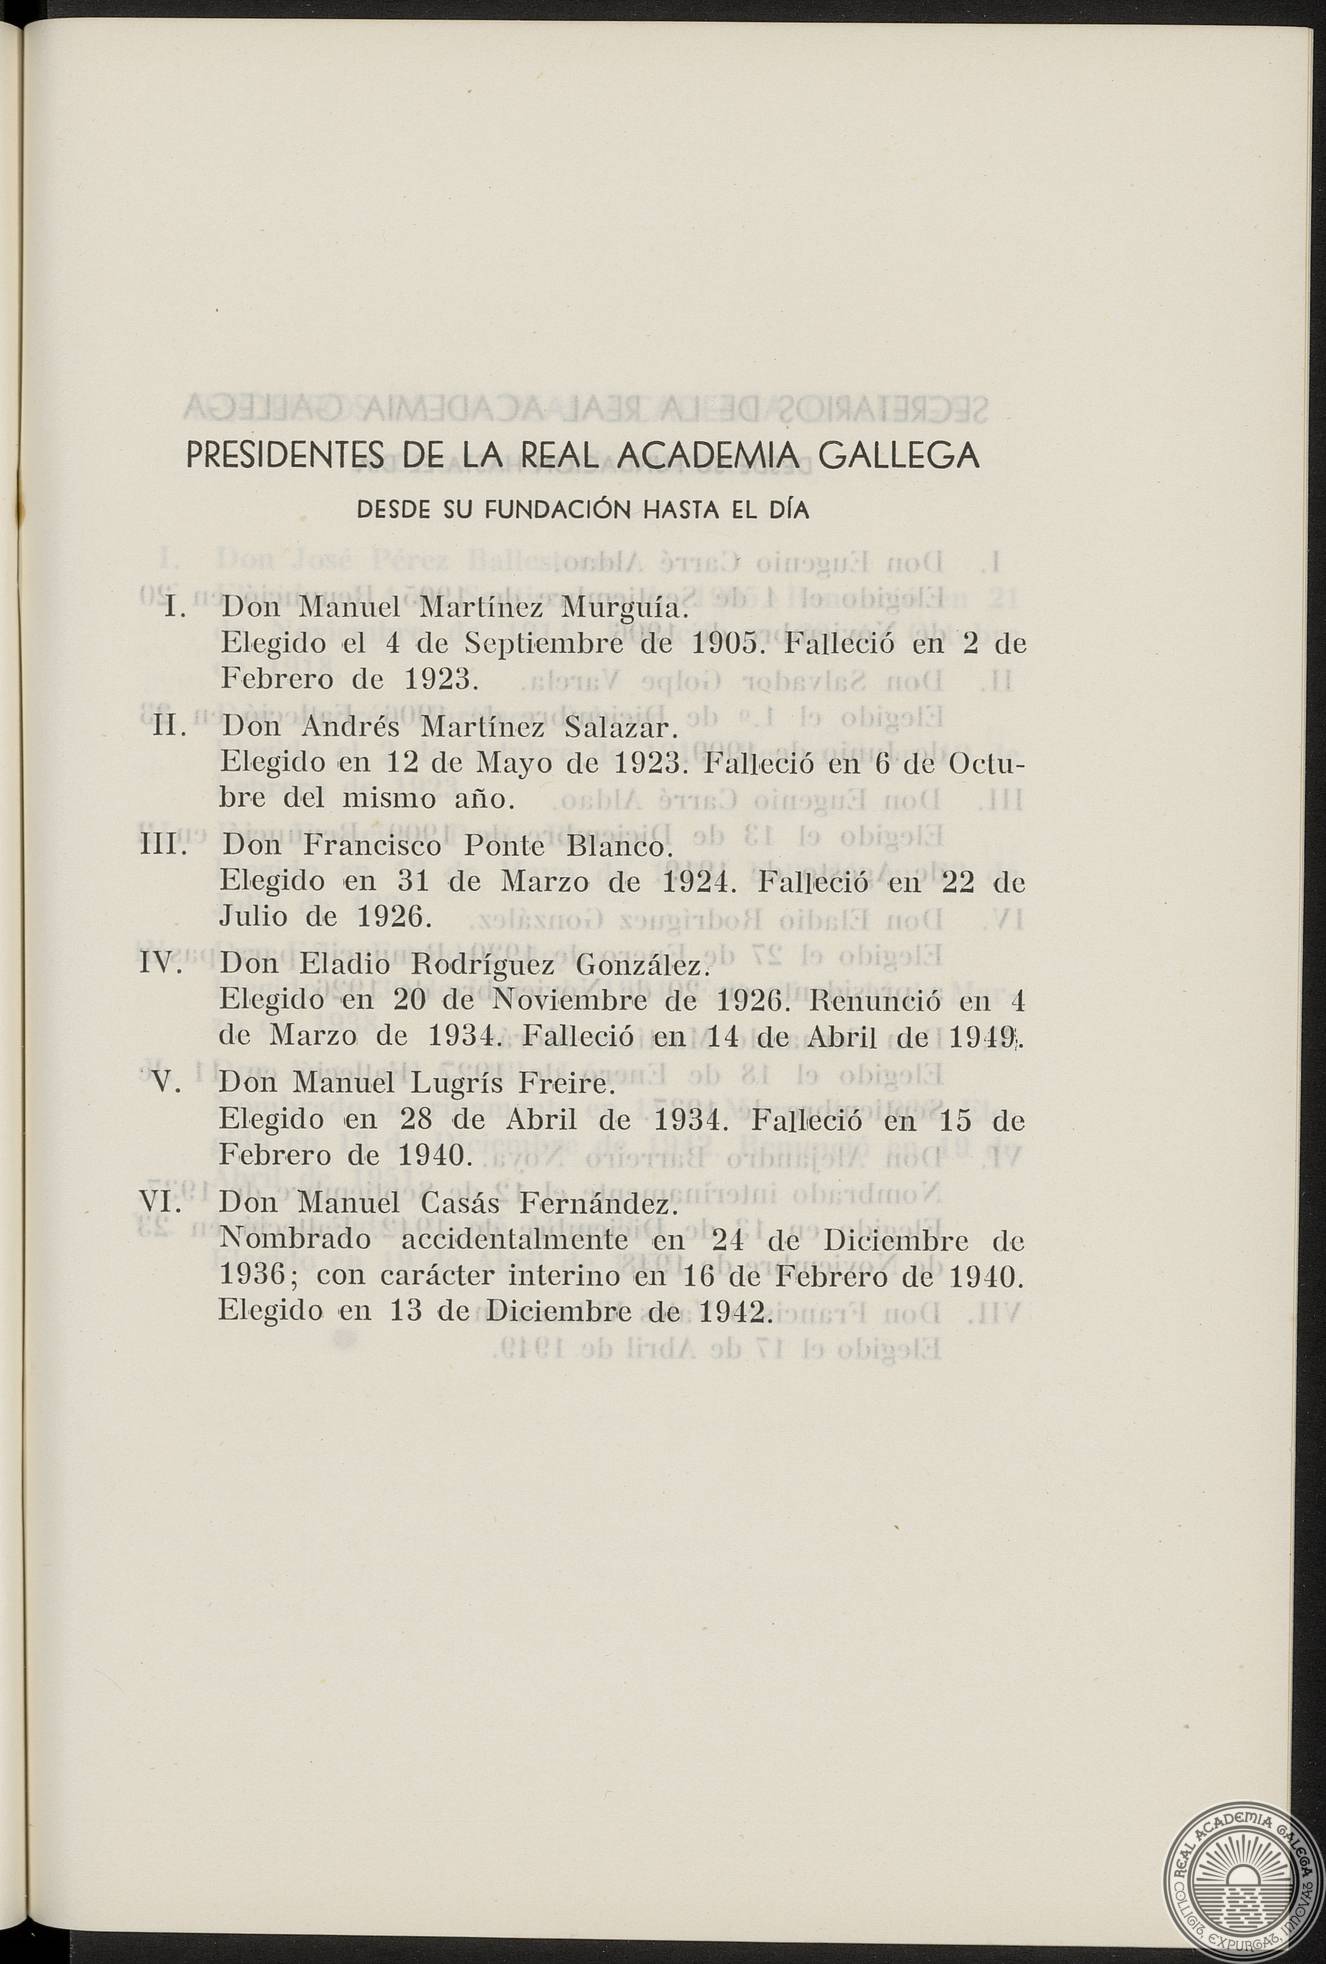 PRESIDENTES DE LA REAL ACADEMIA GALLEGA
DESDE SU FUNDACIÓN HASTA EL DÍA
I. Don Manuel Martínez Murguía.
Elegido el 4 de Septiembre de 1905. Falleció en 2 de
Febrero de 1923.
II. Don Andrés Martínez Salazar.
Elegido en 12 de Mayo de 1923. Falleció en 6 de Octu-
bre del mismo año.
III. Don Francisco Ponte Blanco.
Elegido en 31 de Marzo de 1924. Falleció en 22 de
Julio de 1926.
IV. Don Eladio Rodríguez González.
Elegido en 20 de Noviembre de 1926. Renunció en 4
de Marzo de 1934. Falleció en 14 de Abril de 1949.
V. Don Manuel Lugrís Freire.
Elegido en 28 de Abril de 1934. Falleció en 15 de
Febrero de 1940.
VI. Don Manuel Casás Fernández.
Nombrado accidentalmente en 24 de Diciembre de
1936; con carácter interino en 16 de Febrero de 1940.
Elegido en 13 de Diciembre de 1942.
REAL ACADEMIA GALEGA
COLLIGIT, EXPURGAT, INNOVAT